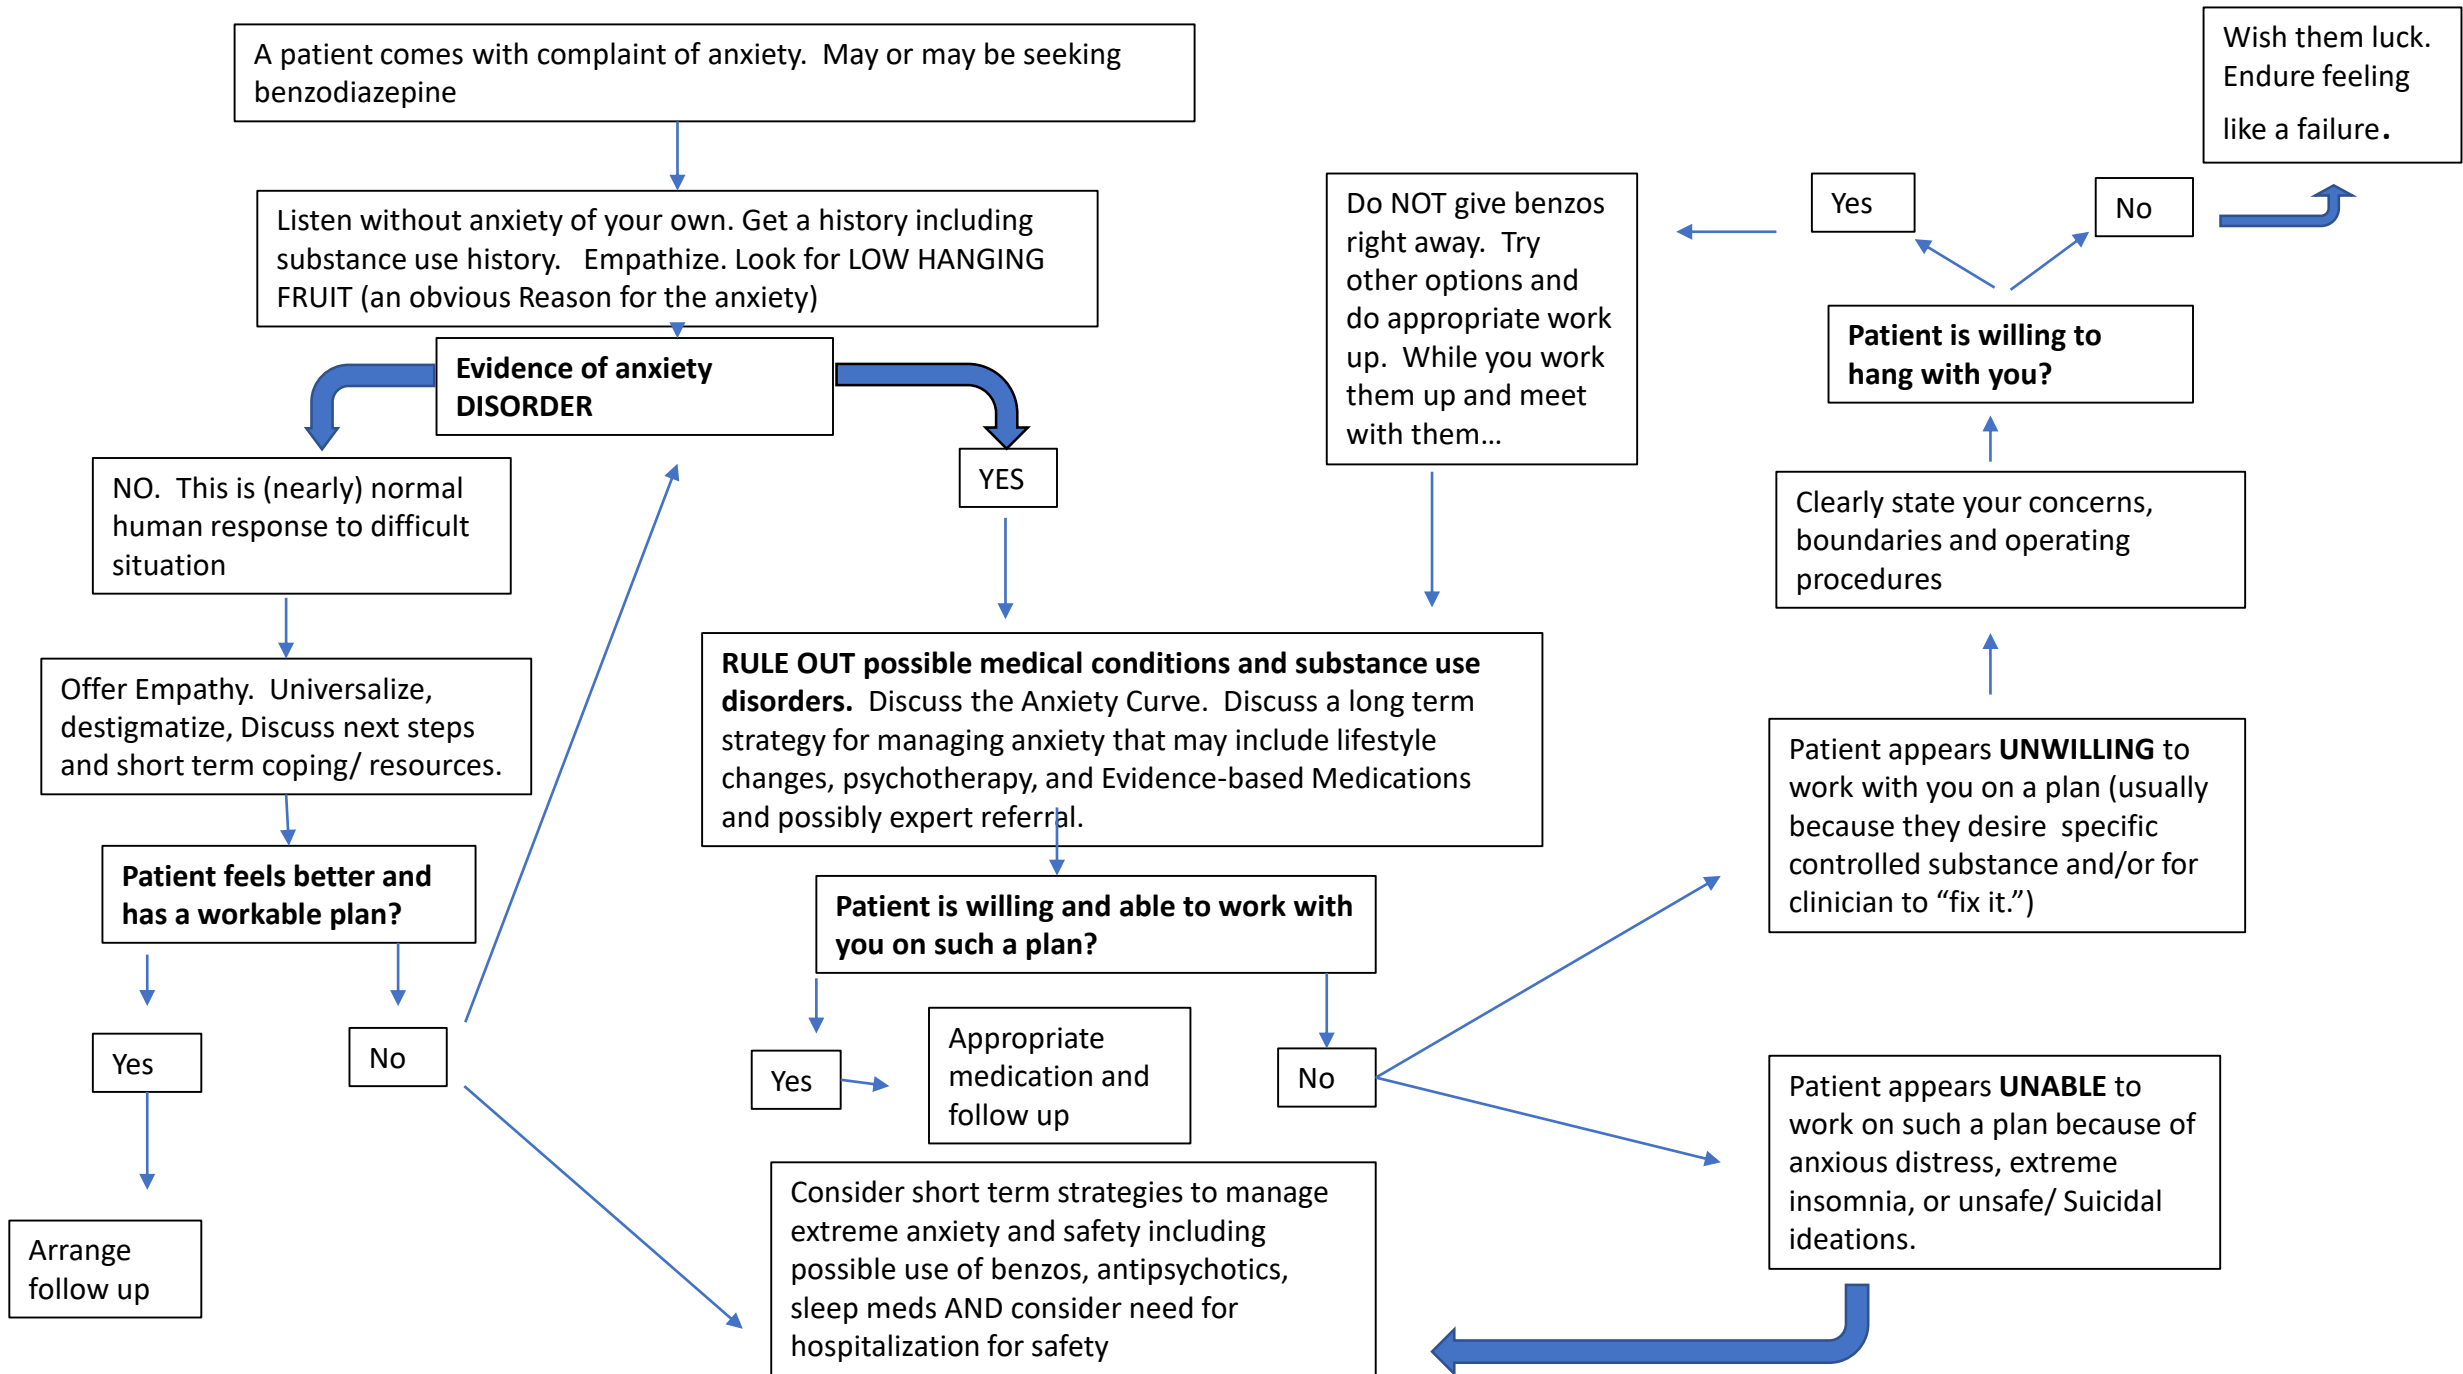 A patient comes with complaint of anxiety.  May or may be seeking
benzodiazepine
Listen without anxiety of your own. Get a history including
substance use history.   Empathize. Look for LOW HANGING
FRUIT (an obvious Reason for the anxiety)
Evidence of anxiety
DISORDER
NO.  This is (nearly) normal
human response to difficult
situation
YES
Offer Empathy.  Universalize,
destigmatize, Discuss next steps
and short term coping/ resources.
Patient feels better and
has a workable plan?
Yes
No
Arrange
follow up
RULE OUT possible medical conditions and substance use
disorders.  Discuss the Anxiety Curve.  Discuss a long term
strategy for managing anxiety that may include lifestyle
changes, psychotherapy, and Evidence-based Medications
and possibly expert referral.
Patient is willing and able to work with
you on such a plan?
Yes
Appropriate
medication and
follow up
No
Consider short term strategies to manage
extreme anxiety and safety including
possible use of benzos, antipsychotics,
sleep meds AND consider need for
hospitalization for safety
Patient appears UNABLE to
work on such a plan because of
anxious distress, extreme
insomnia, or unsafe/ Suicidal
ideations.
Patient appears UNWILLING to
work with you on a plan (usually
because they desire  specific
controlled substance and/or for
clinician to “fix it.”)
Clearly state your concerns,
boundaries and operating
procedures
Patient is willing to
hang with you?
Yes
No
Do NOT give benzos
right away.  Try
other options and
do appropriate work
up.  While you work
them up and meet
with them…
Wish them luck.
Endure feeling
like a failure.